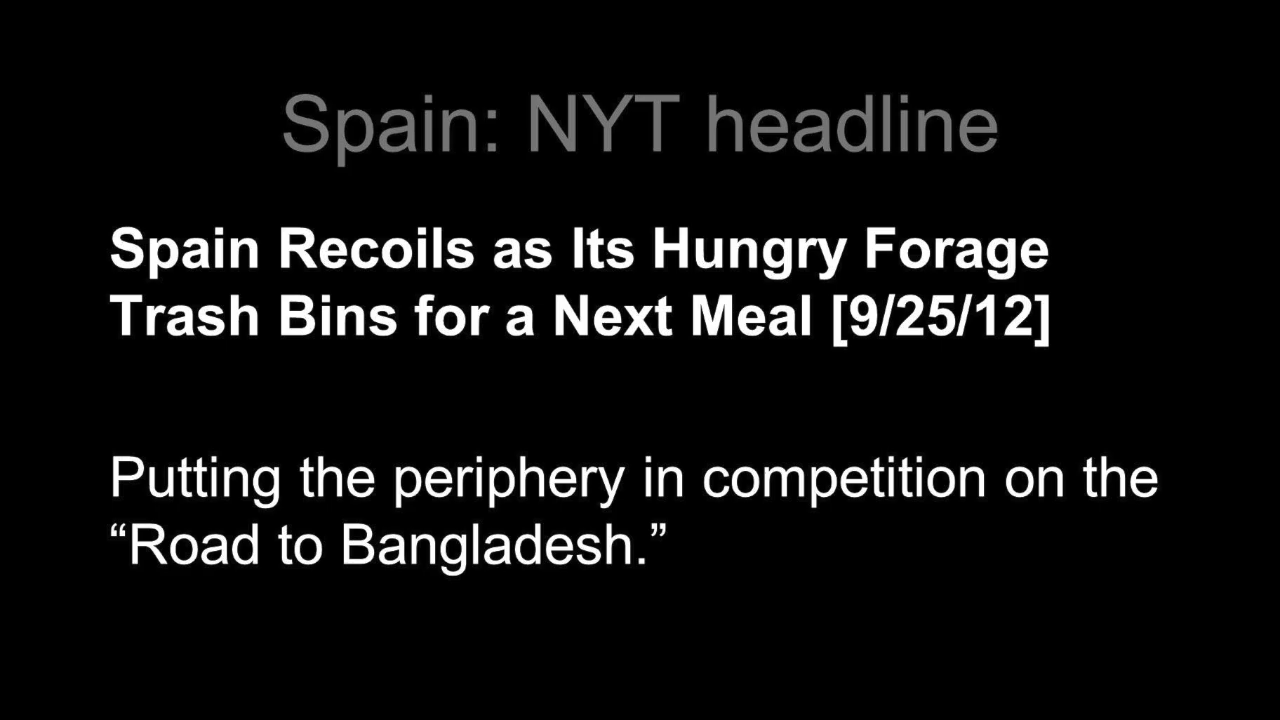 Spain: NYT headline
Spain Recoils as Its Hungry Forage
Trash Bins for a Next Meal [9/25/12]
Putting the periphery in competition on the
“Road to Bangladesh.”